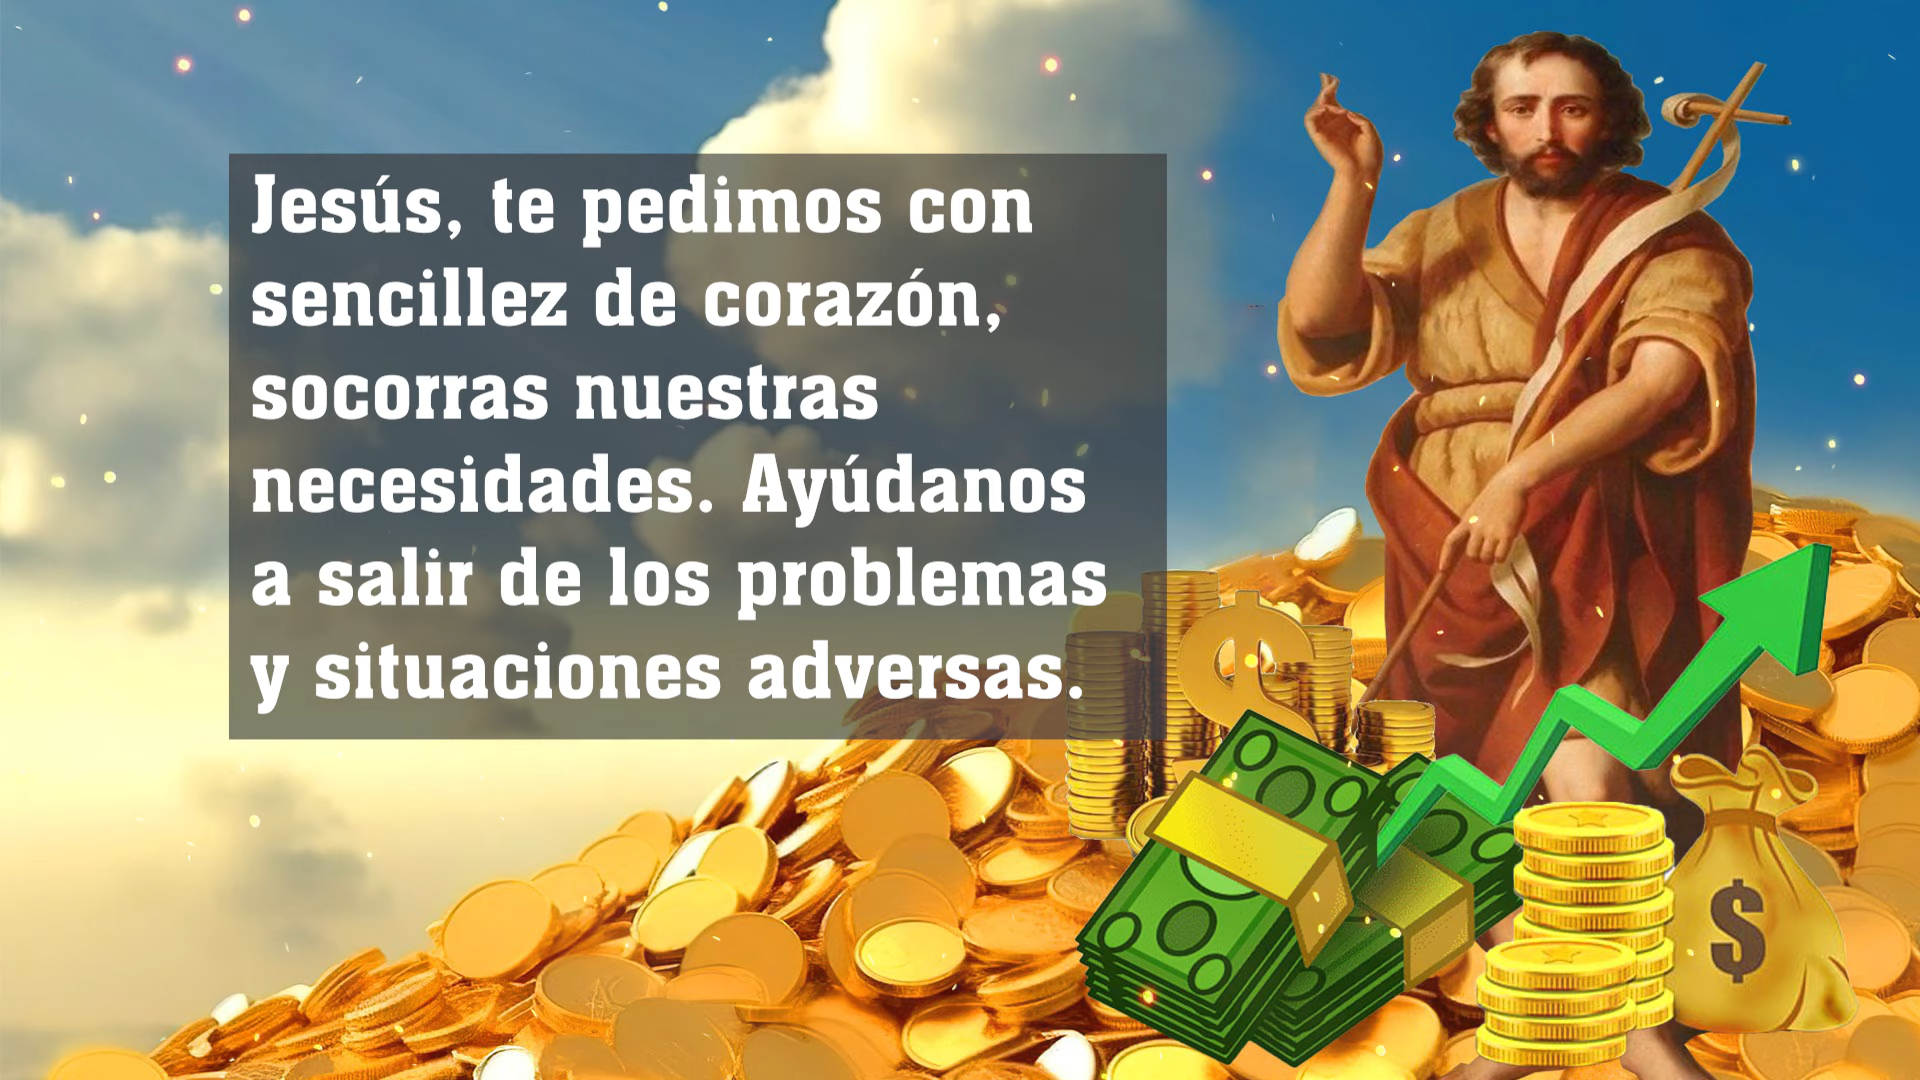 Jesús, te pedimos con
sencillez de corazón,
socorras nuestras
necesidades. Ayúdanos
a salir de los problemas
y situaciones adversas.
$
$